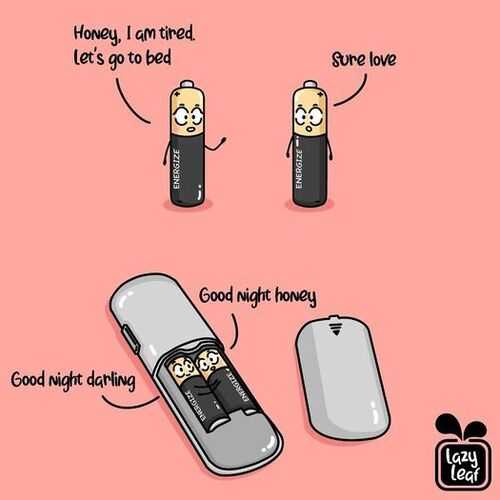 Honey, I am tired.
Let's go to bed
Sure love
ENERGIZE
ENERGIZE
Good night honey
Good night darling
ENERGIZE
ENERGIZE
lazy
leaf